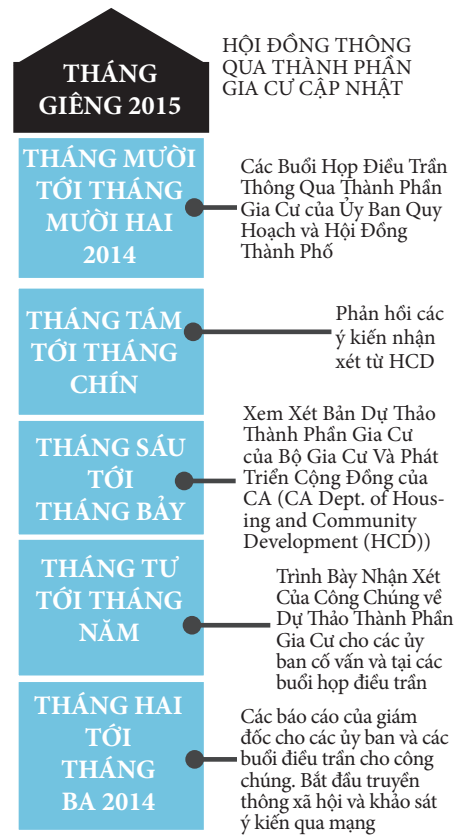 THÁNG
GIÊNG 2015
HỘI ĐỒNG THÔNG
QUA THÀNH PHẦN
GIA CƯ CẬP NHẬT
THÁNG MƯỜI
TỚI THÁNG
MƯỜI HAI
2014
Các Buổi Họp Điều Trần
Thông Qua Thành Phần
Gia Cư của Ủy Ban Quy
Hoạch và Hội Đồng
Thành Phố
THÁNG TÁM
TỚI THÁNG
CHÍN
Phản hồi các
ý kiến nhận
xét từ HCD
THÁNG SÁU
TỚI
THÁNG BẢY
Xem Xét Bản Dự Thảo
Thành Phần Gia Cư
của Bộ Gia Cư Và Phát
Triển Cộng Đồng của
CA (CA Dept. of Hous-
ing and Community
Development (HCD))
THÁNG TƯ
TỚI THÁNG
NĂM
Trình Bày Nhận Xét
Của Công Chúng về
Dự Thảo Thành Phần
Gia Cư cho các ủy
ban cố vấn và tại các
buổi họp điều trần
THÁNG HAI
TỚI
THÁNG
BA 2014
Các báo cáo của giám
đốc cho các ủy ban và các
buổi điều trần cho công
chúng. Bắt đầu truyền
thông xã hội và khảo sát
ý kiến qua mạng